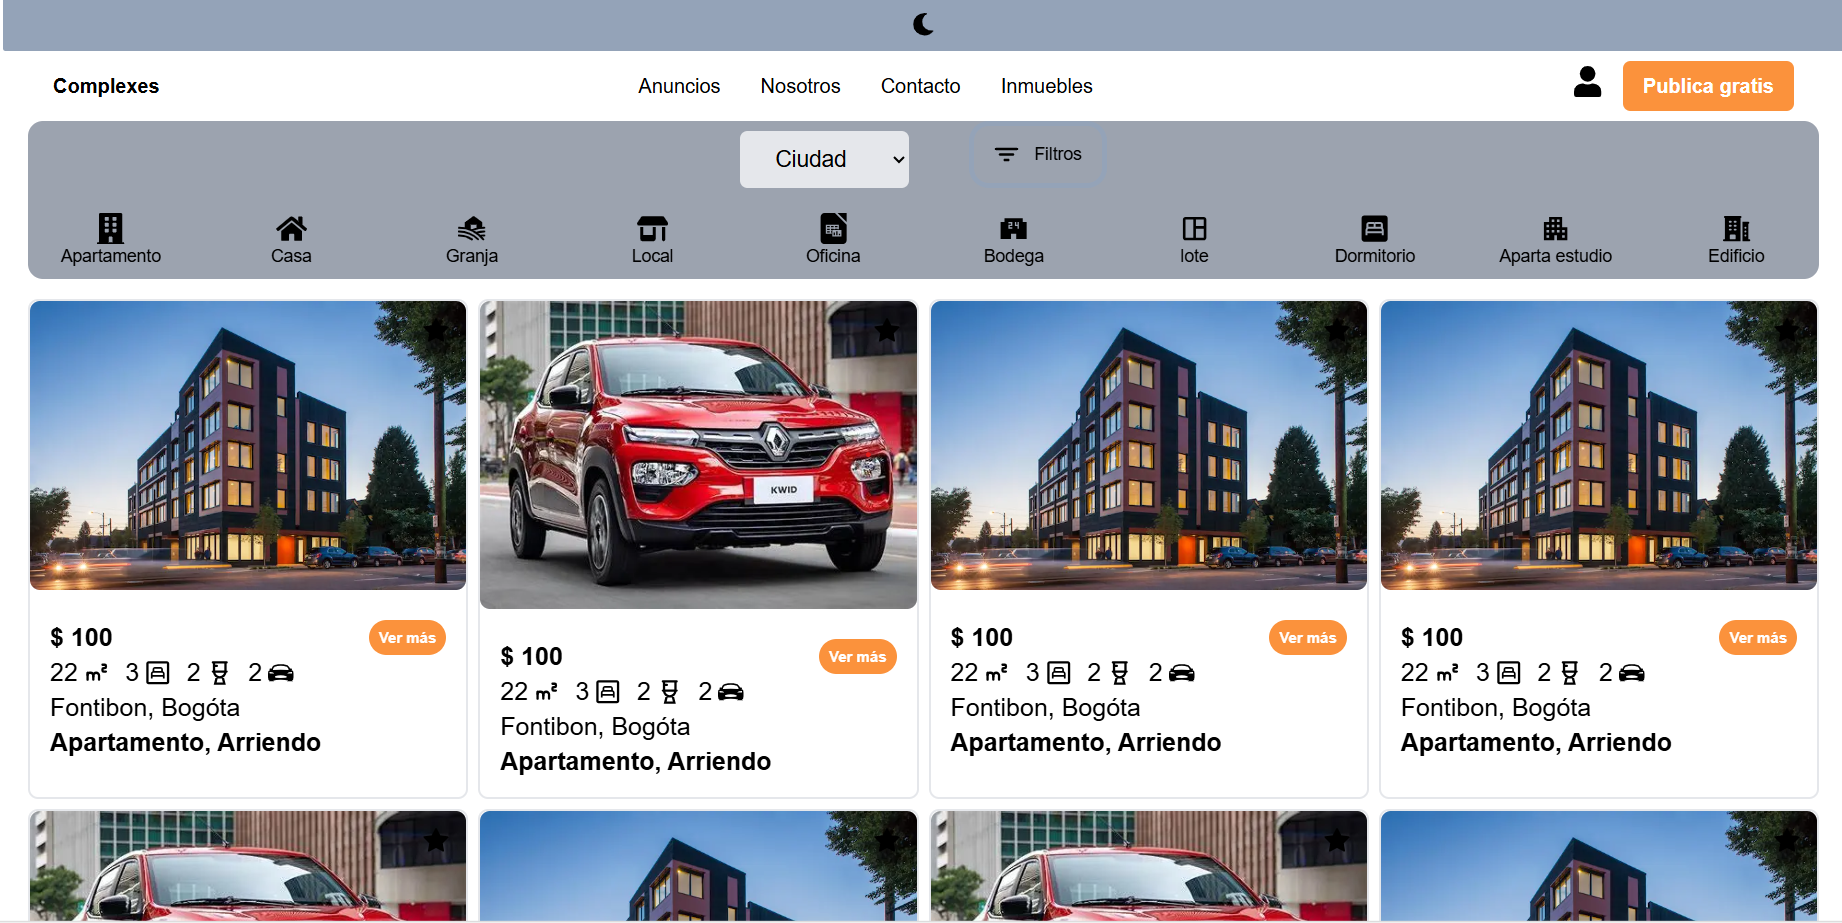 Complexes
Anuncios Nosotros Contacto Inmuebles
Publica gratis
Ciudad
Filtros
Apartamento Casa Granja Local Oficina Bodega lote Dormitorio Aparta estudio Edificio
KWID
$ 100 Ver más
22 m² 3 2 2
Fontibon, Bogóta
Apartamento, Arriendo
$ 100 Ver más
22 m² 3 2 2
Fontibon, Bogóta
Apartamento, Arriendo
$ 100 Ver más
22 m² 3 2 2
Fontibon, Bogóta
Apartamento, Arriendo
$ 100 Ver más
22 m² 3 2 2
Fontibon, Bogóta
Apartamento, Arriendo